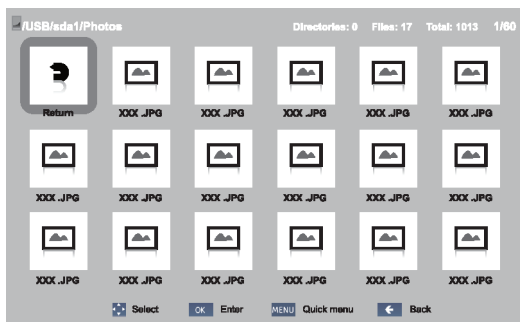 /USB/sda1/Photos Directories: 0 Files: 17 Total: 1013 1/60
Return XXX .JPG XXX .JPG XXX .JPG XXX .JPG XXX .JPG
XXX .JPG XXX .JPG XXX .JPG XXX .JPG XXX .JPG XXX .JPG
XXX .JPG XXX .JPG XXX .JPG XXX .JPG XXX .JPG XXX .JPG
Select OK Enter MENU Quick menu Back